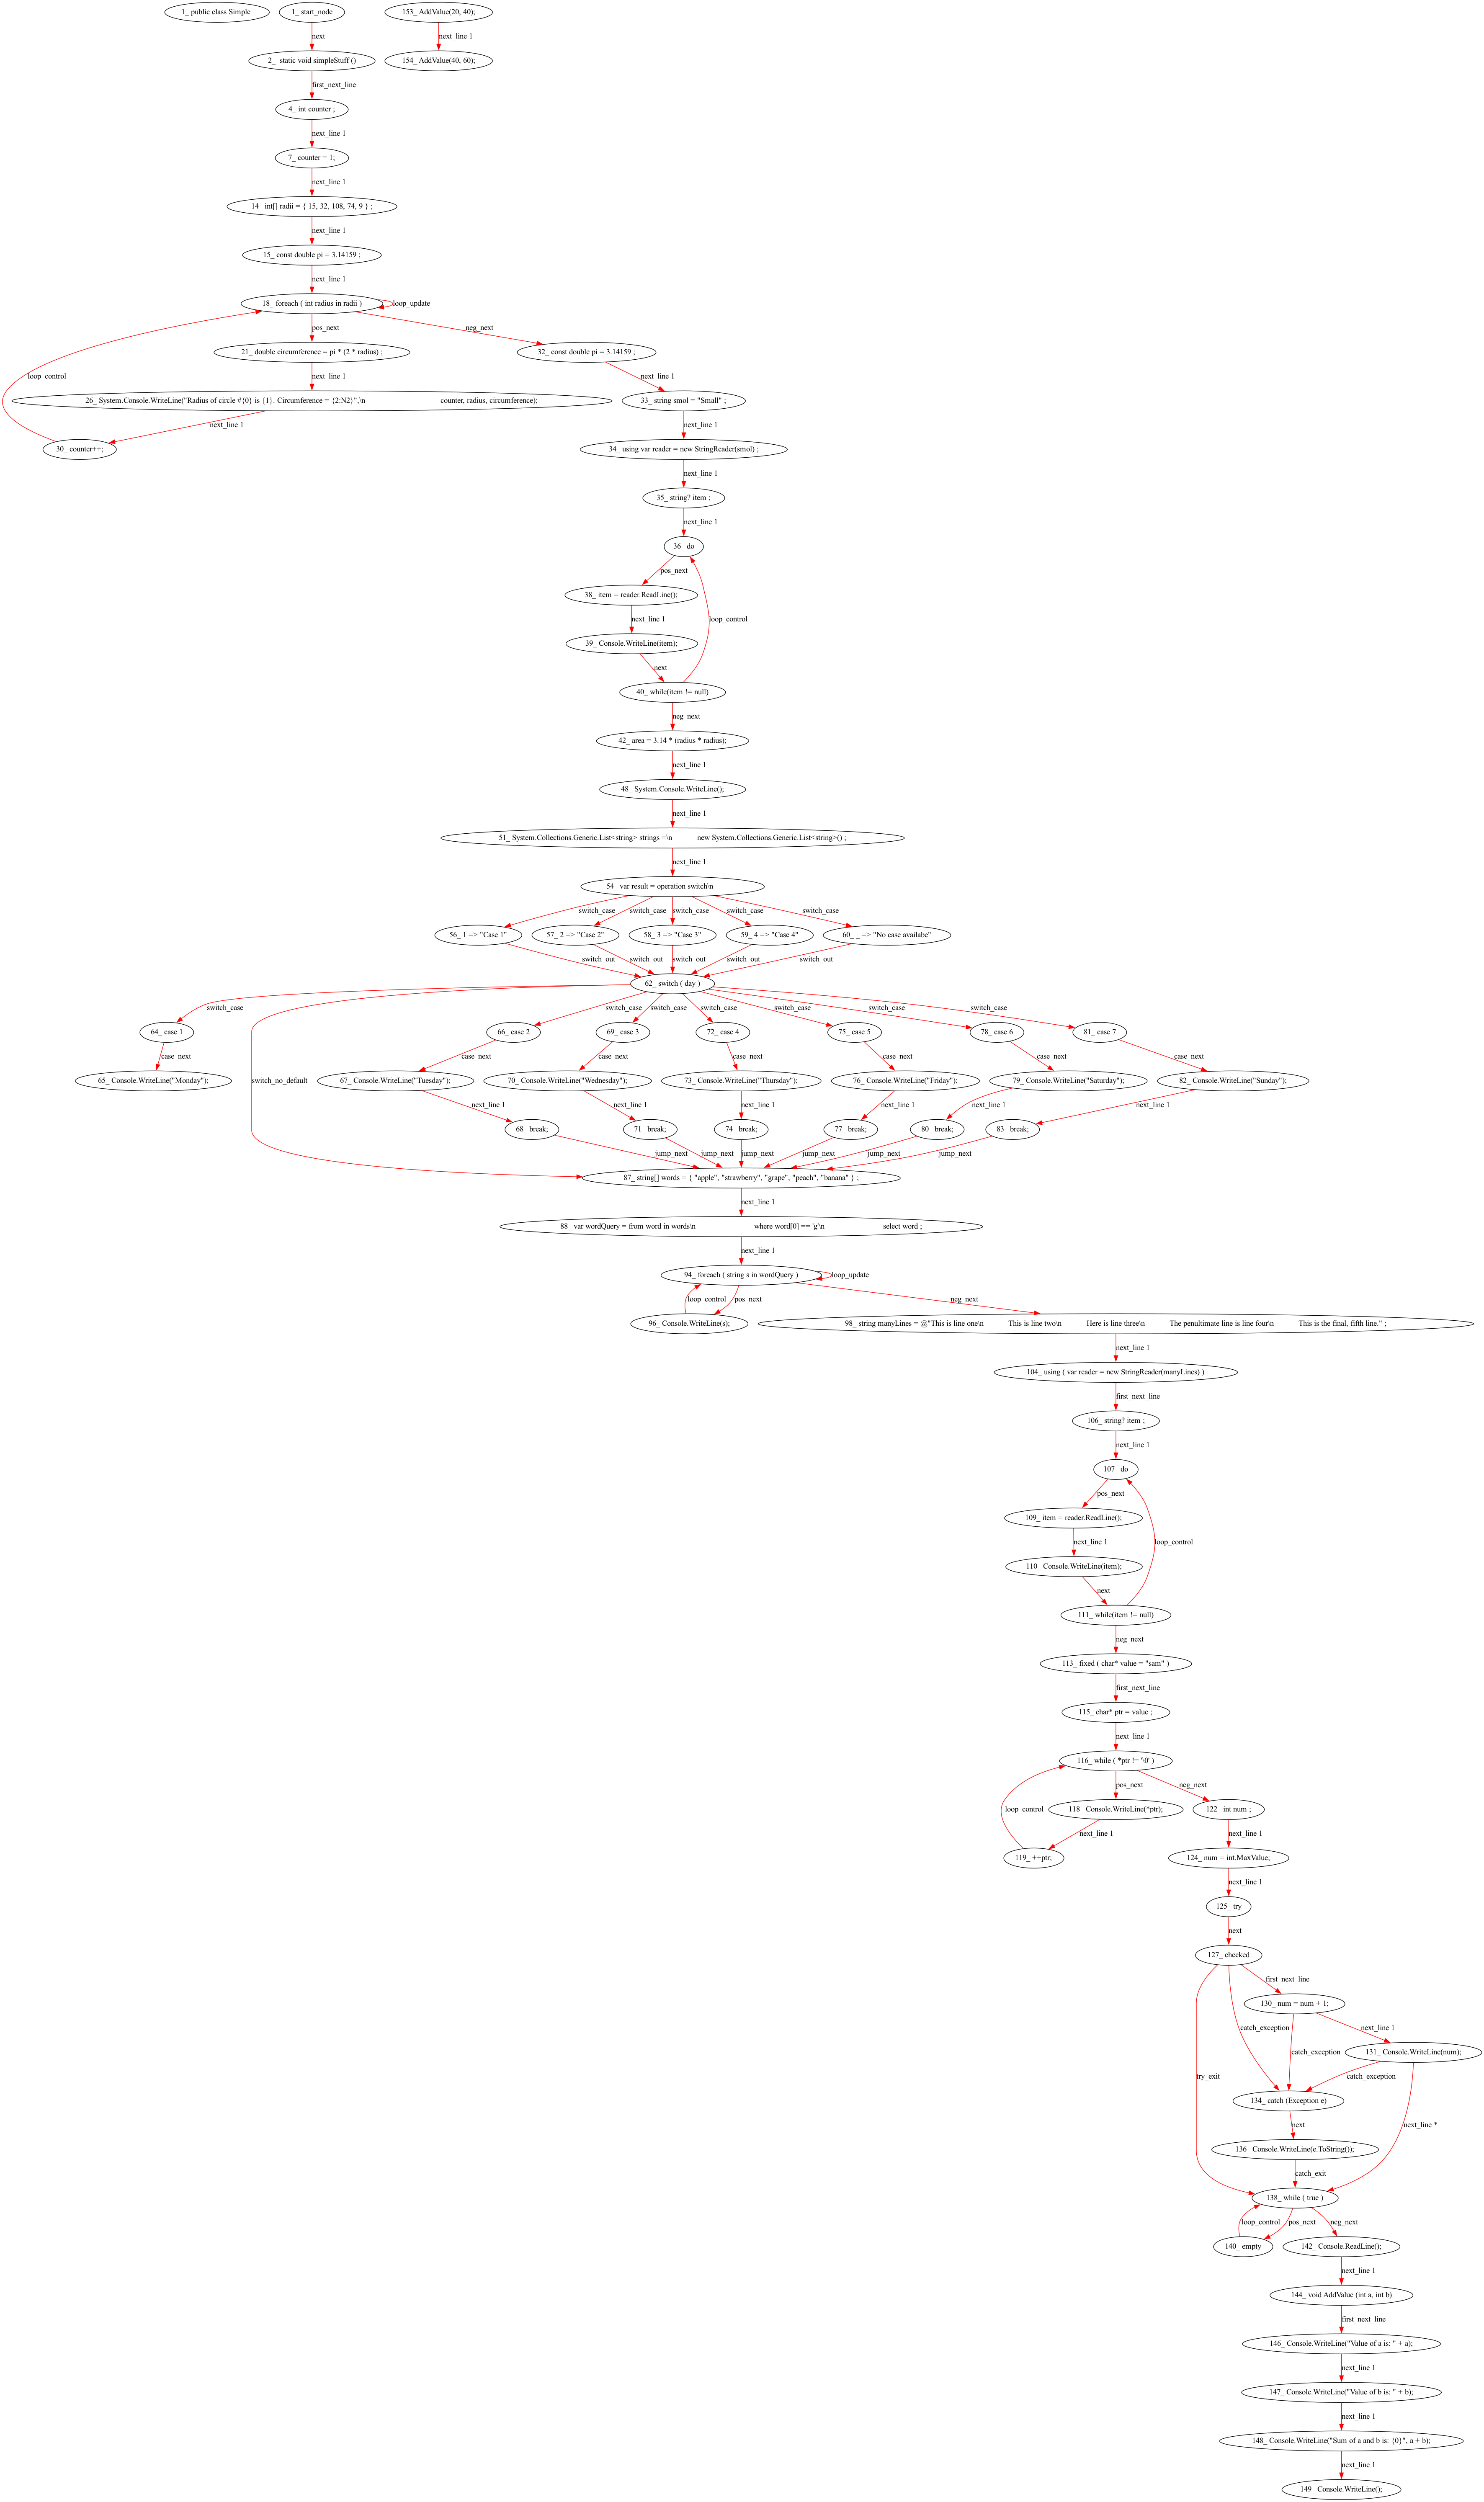 1_ public class Simple
1_ start_node
153_ AddValue(20, 40);
next
next_line 1
2_ static void simpleStuff ()
154_ AddValue(40, 60);
first_next_line
4_ int counter ;
next_line 1
7_ counter = 1;
next_line 1
14_ int[] radii = { 15, 32, 108, 74, 9 } ;
next_line 1
15_ const double pi = 3.14159 ;
next_line 1
18_ foreach ( int radius in radii )
loop_update
pos_next
neg_next
21_ double circumference = pi * (2 * radius) ;
32_ const double pi = 3.14159 ;
loop_control
next_line 1
next_line 1
26_ System.Console.WriteLine("Radius of circle #{0} is {1}. Circumference = {2:N2}",\n counter, radius, circumference);
33_ string smol = "Small" ;
next_line 1
next_line 1
30_ counter++;
34_ using var reader = new StringReader(smol) ;
next_line 1
35_ string? item ;
next_line 1
36_ do
pos_next
38_ item = reader.ReadLine();
next_line 1
loop_control
39_ Console.WriteLine(item);
next
40_ while(item != null)
neg_next
42_ area = 3.14 * (radius * radius);
next_line 1
48_ System.Console.WriteLine();
next_line 1
51_ System.Collections.Generic.List<string> strings =\n new System.Collections.Generic.List<string>() ;
next_line 1
54_ var result = operation switch\n
switch_case
switch_case
switch_case
switch_case
switch_case
56_ 1 => "Case 1"
57_ 2 => "Case 2"
58_ 3 => "Case 3"
59_ 4 => "Case 4"
60_ _ => "No case availabe"
switch_out
switch_out
switch_out
switch_out
switch_out
62_ switch ( day )
switch_case
switch_case
switch_case
switch_case
switch_case
switch_case
switch_case
64_ case 1
66_ case 2
69_ case 3
72_ case 4
75_ case 5
78_ case 6
81_ case 7
case_next
switch_no_default
case_next
case_next
case_next
case_next
case_next
case_next
65_ Console.WriteLine("Monday");
67_ Console.WriteLine("Tuesday");
70_ Console.WriteLine("Wednesday");
73_ Console.WriteLine("Thursday");
76_ Console.WriteLine("Friday");
79_ Console.WriteLine("Saturday");
82_ Console.WriteLine("Sunday");
next_line 1
next_line 1
next_line 1
next_line 1
next_line 1
next_line 1
68_ break;
71_ break;
74_ break;
77_ break;
80_ break;
83_ break;
jump_next
jump_next
jump_next
jump_next
jump_next
jump_next
87_ string[] words = { "apple", "strawberry", "grape", "peach", "banana" } ;
next_line 1
88_ var wordQuery = from word in words\n where word[0] == 'g'\n select word ;
next_line 1
94_ foreach ( string s in wordQuery )
loop_update
loop_control
pos_next
neg_next
96_ Console.WriteLine(s);
98_ string manyLines = @"This is line one\n This is line two\n Here is line three\n The penultimate line is line four\n This is the final, fifth line." ;
next_line 1
104_ using ( var reader = new StringReader(manyLines) )
first_next_line
106_ string? item ;
next_line 1
107_ do
pos_next
109_ item = reader.ReadLine();
next_line 1
loop_control
110_ Console.WriteLine(item);
next
111_ while(item != null)
neg_next
113_ fixed ( char* value = "sam" )
first_next_line
115_ char* ptr = value ;
next_line 1
116_ while ( *ptr != '\0' )
loop_control
pos_next
neg_next
118_ Console.WriteLine(*ptr);
122_ int num ;
next_line 1
next_line 1
119_ ++ptr;
124_ num = int.MaxValue;
next_line 1
125_ try
next
127_ checked
first_next_line
130_ num = num + 1;
catch_exception
catch_exception
next_line 1
131_ Console.WriteLine(num);
try_exit
catch_exception
134_ catch (Exception e)
next
next_line *
136_ Console.WriteLine(e.ToString());
catch_exit
138_ while ( true )
loop_control
pos_next
neg_next
140_ empty
142_ Console.ReadLine();
next_line 1
144_ void AddValue (int a, int b)
first_next_line
146_ Console.WriteLine("Value of a is: " + a);
next_line 1
147_ Console.WriteLine("Value of b is: " + b);
next_line 1
148_ Console.WriteLine("Sum of a and b is: {0}", a + b);
next_line 1
149_ Console.WriteLine();